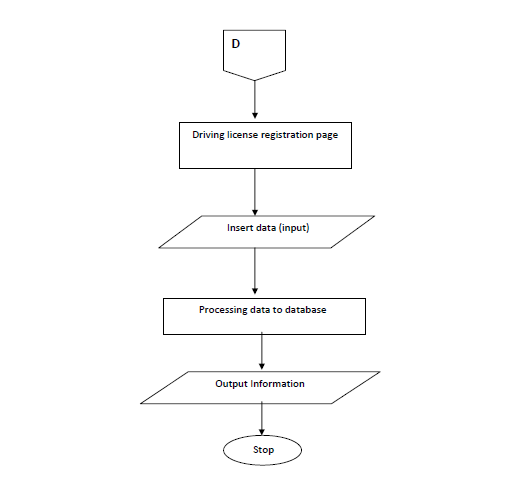 D
Driving license registration page
Insert data (input)
Processing data to database
Output Information
Stop